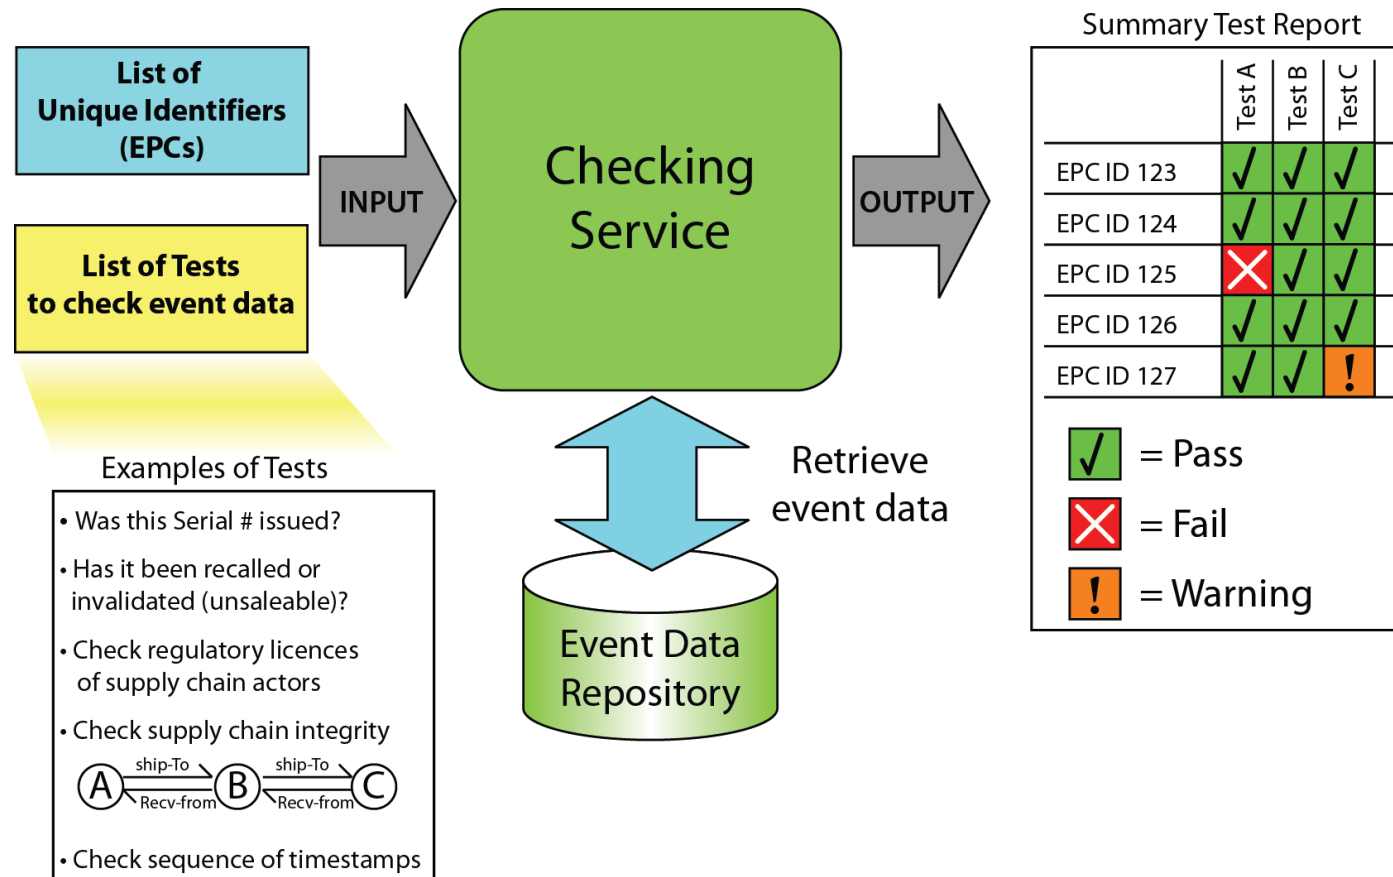 List of
Unique Identifiers
(EPCs)
List of Tests
to check event data
INPUT
Checking
Service
OUTPUT
Retrieve
event data
Event Data
Repository
Examples of Tests
• Was this Serial # issued?
• Has it been recalled or
invalidated (unsaleable)?
• Check regulatory licences
of supply chain actors
• Check supply chain integrity
ship-To ship-To
A B C
Recv-from Recv-from
• Check sequence of timestamps
Summary Test Report
Test A Test B Test C
EPC ID 123
EPC ID 124
EPC ID 125
EPC ID 126
EPC ID 127 !
= Pass
= Fail
! = Warning